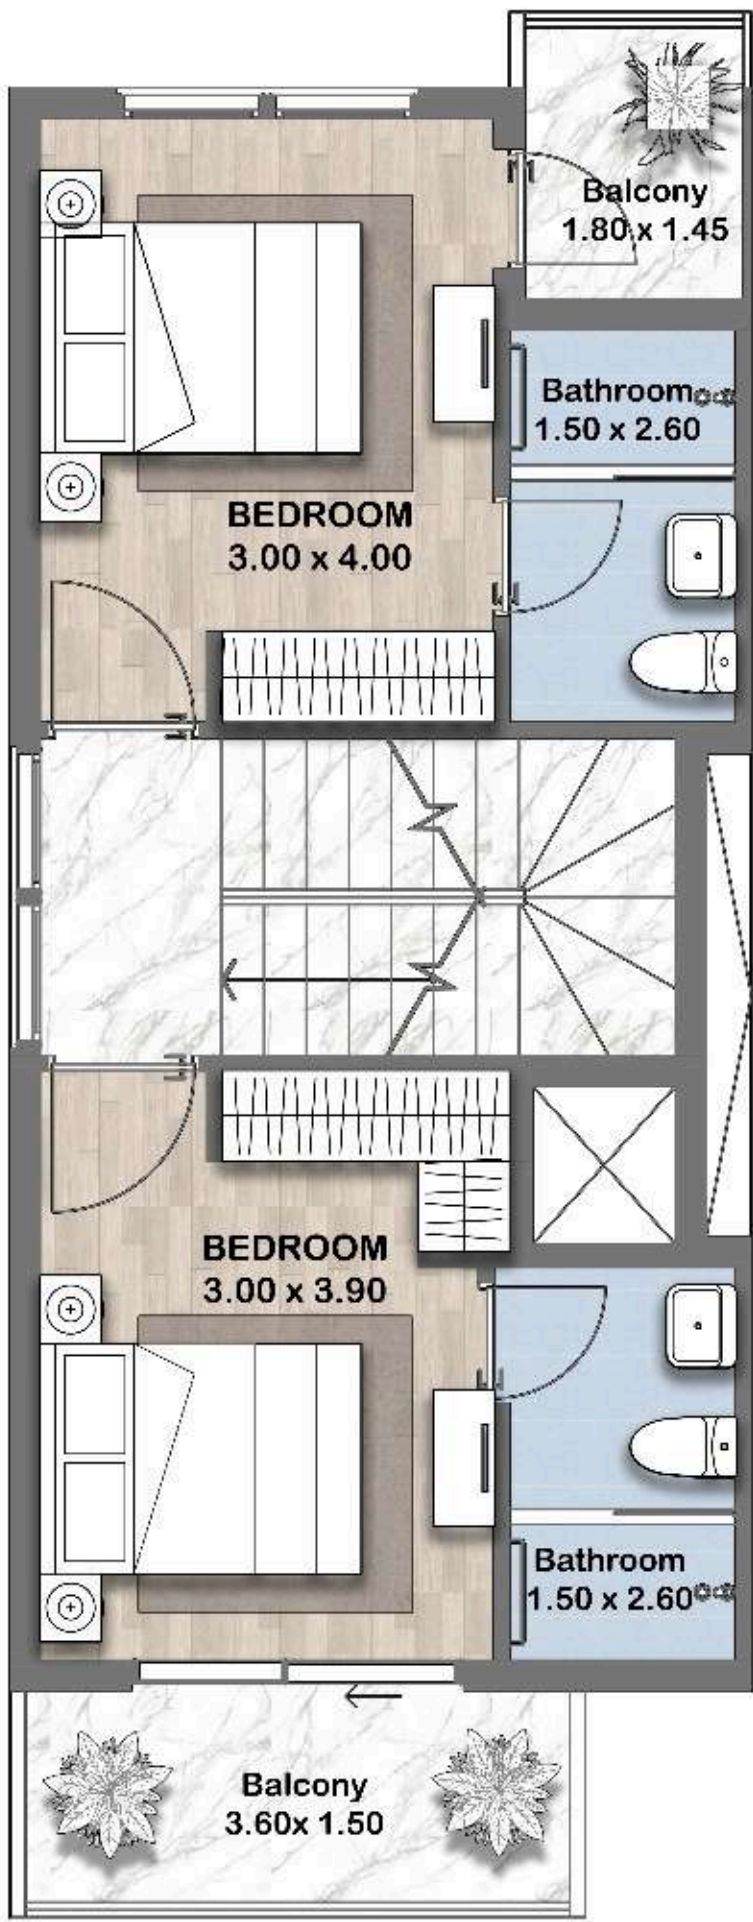 Balcony
1.80 x 1.45
Bathroom
1.50 x 2.60
BEDROOM
3.00 x 4.00
BEDROOM
3.00 x 3.90
Bathroom
1.50 x 2.60
Balcony
3.60x 1.50